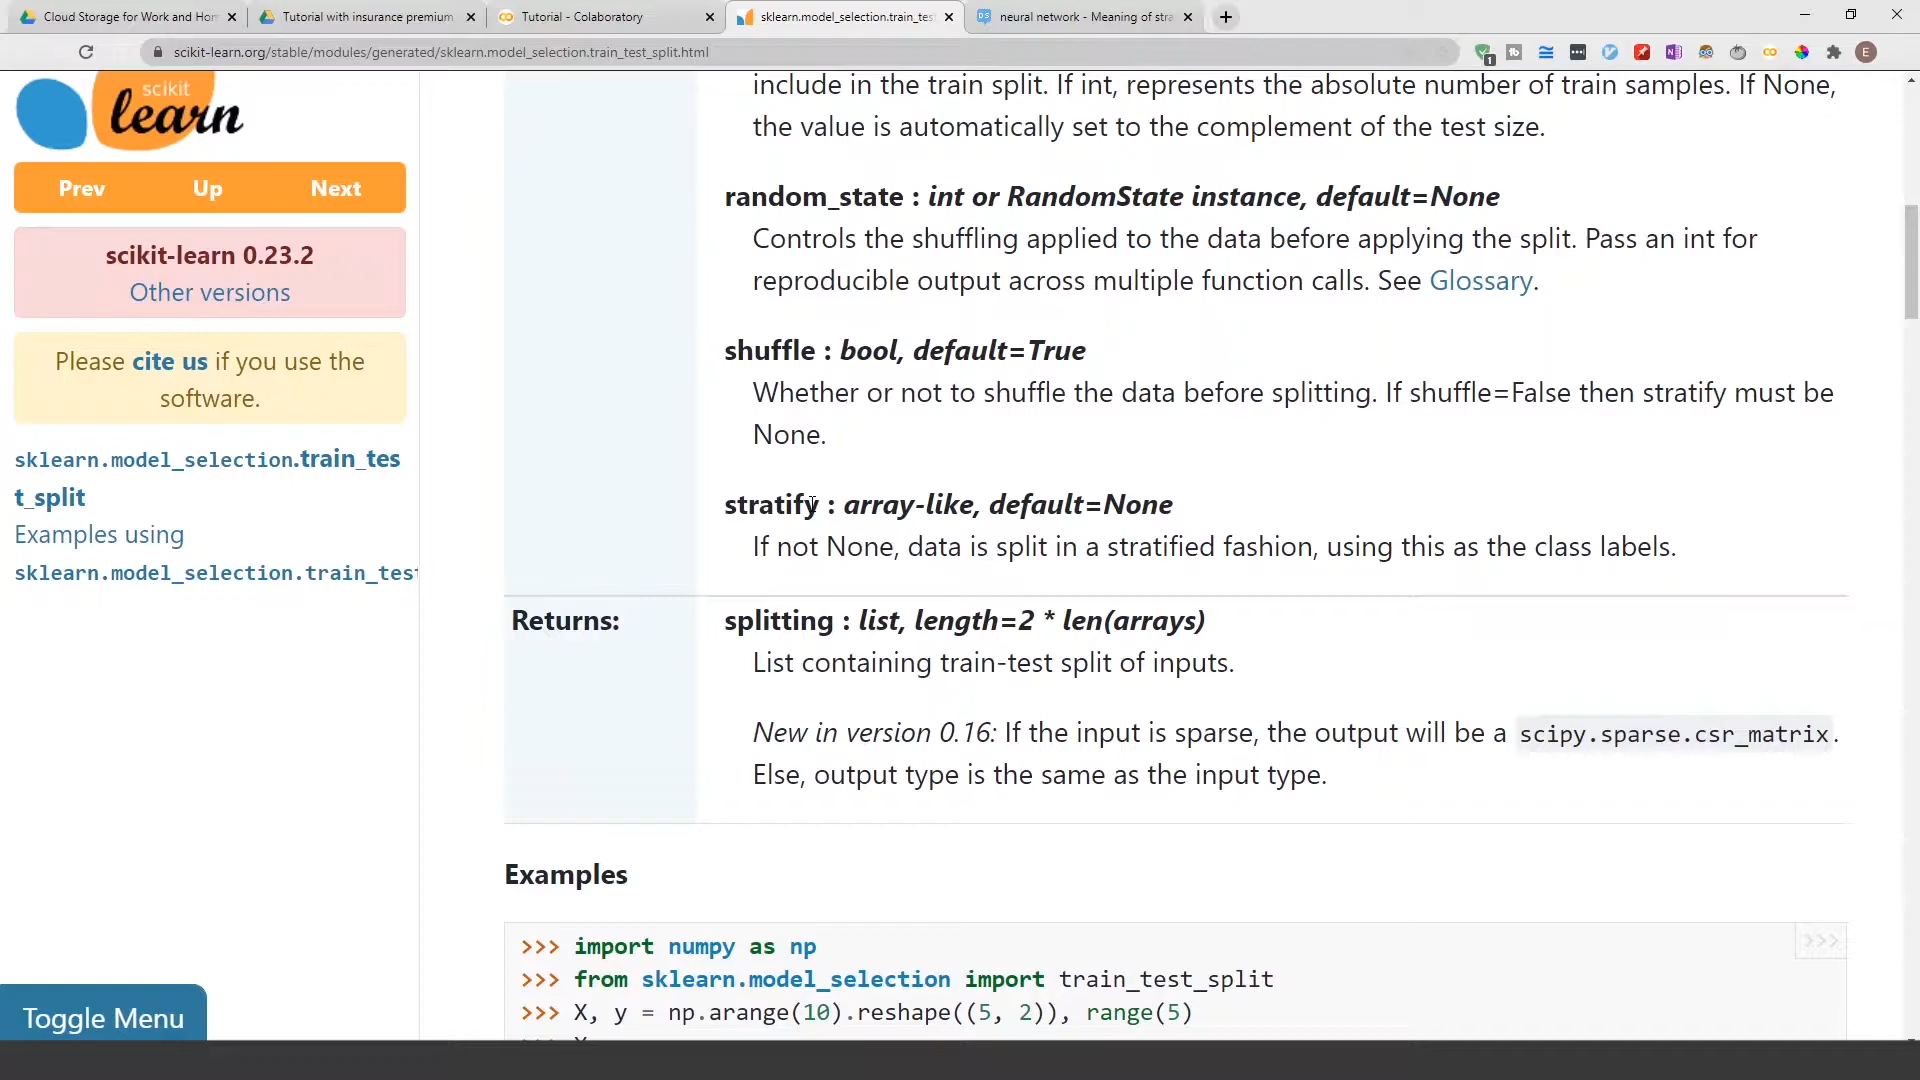 Cloud Storage for Work and Hom
Tutorial with insurance premium
Tutorial - Colaboratory
sklearn.model_selection.train_tes
neural network - Meaning of stra
scikit-learn.org/stable/modules/generated/sklearn.model_selection.train_test_split.html
1
E
scikit
learn
Prev Up Next
scikit-learn 0.23.2
Other versions
Please cite us if you use the
software.
sklearn.model_selection.train_tes
t_split
Examples using
sklearn.model_selection.train_test
include in the train split. If int, represents the absolute number of train samples. If None,
the value is automatically set to the complement of the test size.
random_state : int or RandomState instance, default=None
Controls the shuffling applied to the data before applying the split. Pass an int for
reproducible output across multiple function calls. See Glossary.
shuffle : bool, default=True
Whether or not to shuffle the data before splitting. If shuffle=False then stratify must be
None.
stratify : array-like, default=None
If not None, data is split in a stratified fashion, using this as the class labels.
Returns:
splitting : list, length=2 * len(arrays)
List containing train-test split of inputs.
New in version 0.16: If the input is sparse, the output will be a scipy.sparse.csr_matrix.
Else, output type is the same as the input type.
Examples
>>>
>>> import numpy as np
>>> from sklearn.model_selection import train_test_split
>>> X, y = np.arange(10).reshape((5, 2)), range(5)
Toggle Menu